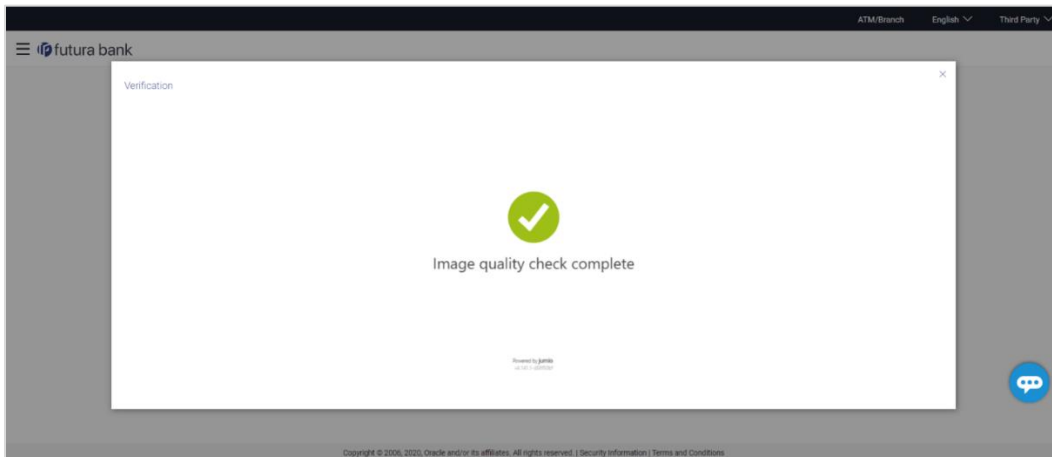 ATM/Branch English Third Party
futura bank
Verification
Image quality check complete
Powered by jumio
Copyright © 2006, 2020, Oracle and/or its affiliates. All rights reserved. | Security Information | Terms and Conditions